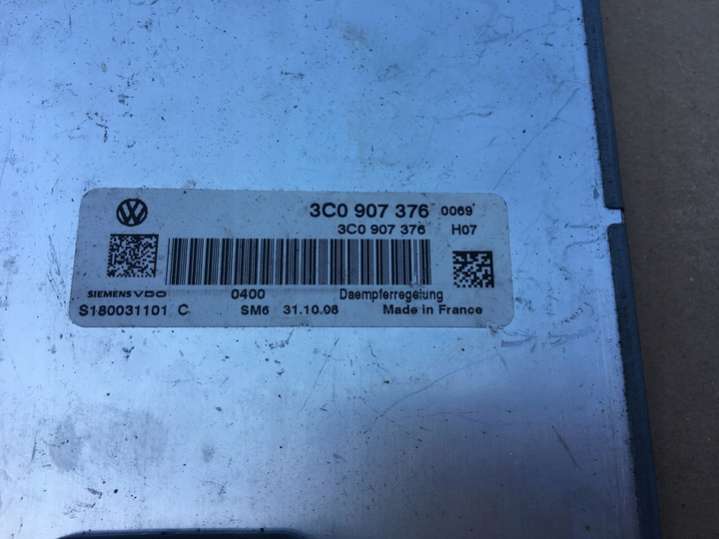 3C0 907 376 0069
3C0 907 376 H07
SIEMENS VDO 0400 Daempferregelung
S180031101 C SM6 31.10.06 Made in France